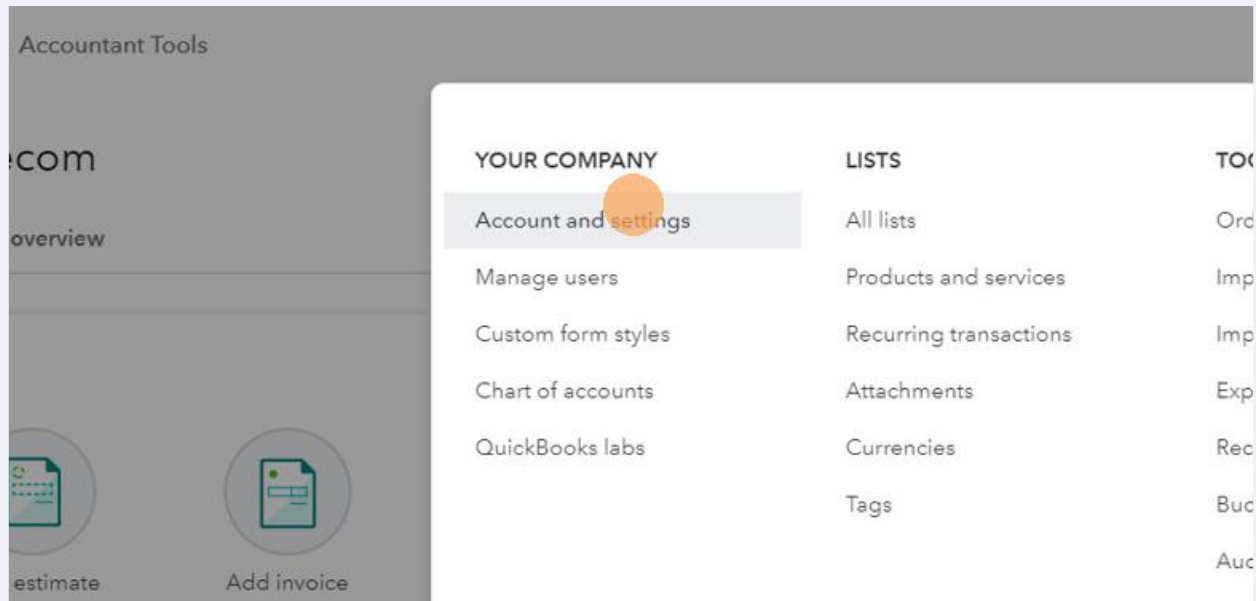 Accountant Tools
ecom
overview
estimate
Add invoice
YOUR COMPANY
Account and settings
Manage users
Custom form styles
Chart of accounts
QuickBooks labs
LISTS
All lists
Products and services
Recurring transactions
Attachments
Currencies
Tags